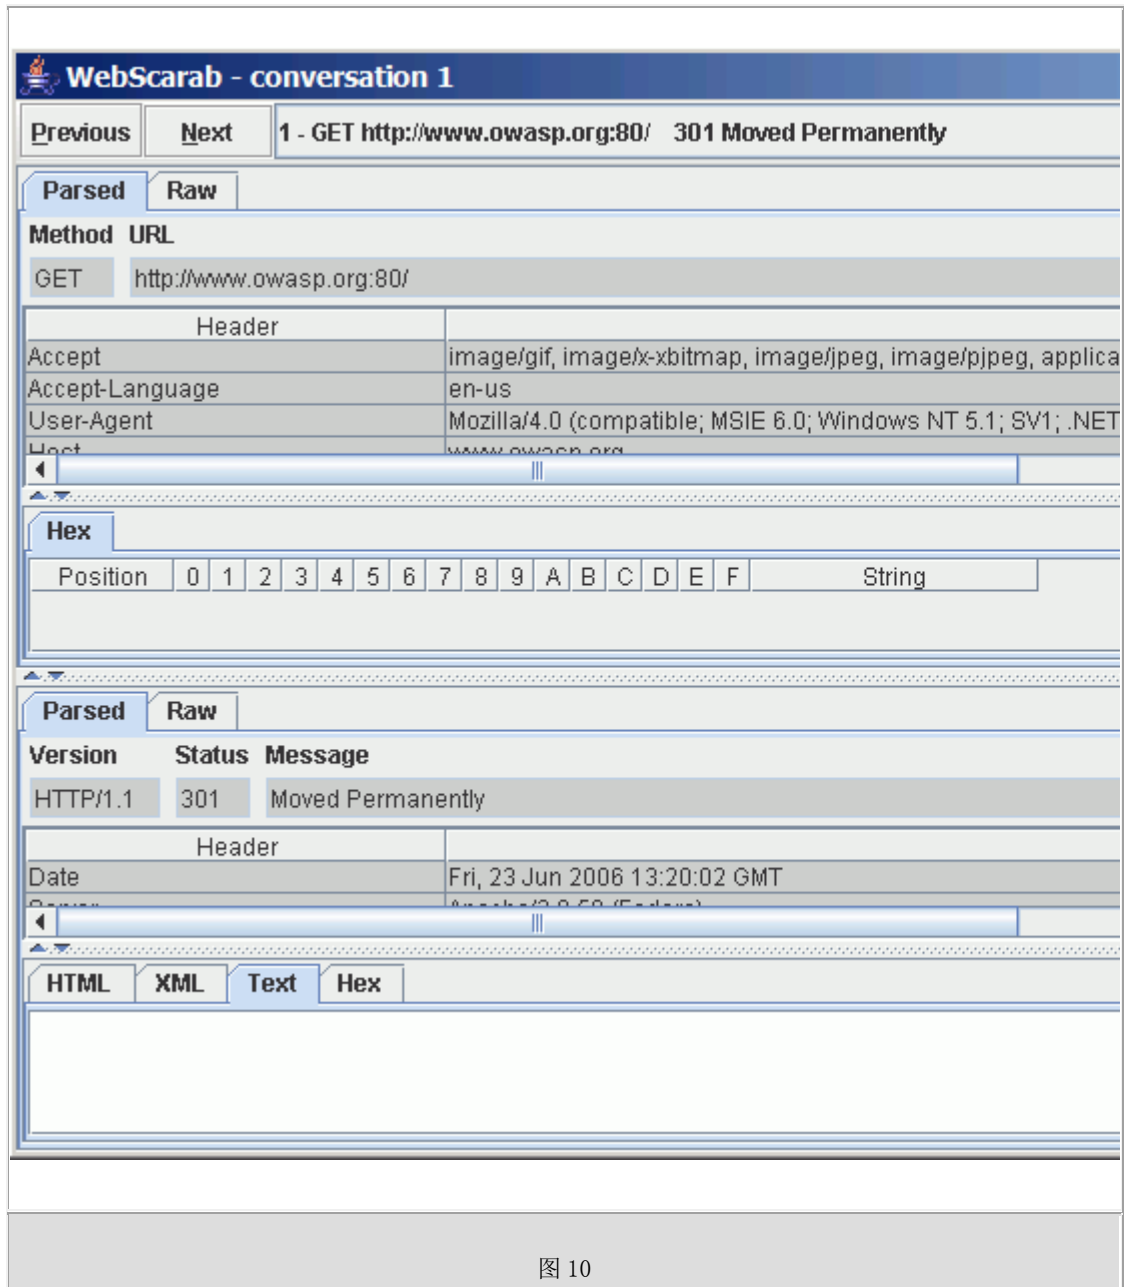 WebScarab - conversation 1
Previous Next 1 - GET http://www.owasp.org:80/ 301 Moved Permanently
Parsed Raw
Method URL
GET http://www.owasp.org:80/
Header
Accept image/gif, image/x-xbitmap, image/jpeg, image/pjpeg, applica
Accept-Language en-us
User-Agent Mozilla/4.0 (compatible; MSIE 6.0; Windows NT 5.1; SV1; .NET
Host www.owasp.org
Hex
Position 0 1 2 3 4 5 6 7 8 9 A B C D E F String
Parsed Raw
Version Status Message
HTTP/1.1 301 Moved Permanently
Header
Date Fri, 23 Jun 2006 13:20:02 GMT
Server
HTML XML Text Hex
图 10